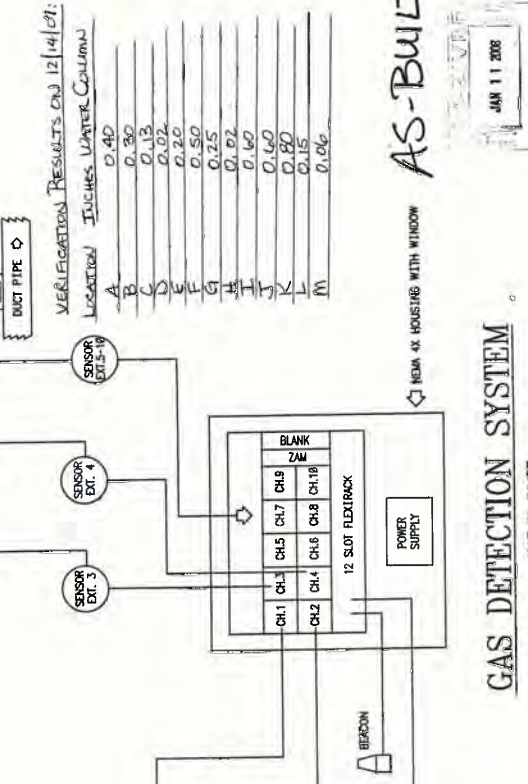 DUCT PIPE
VERIFICATION RESULTS ON 12/14/07:
LOCATION INCHES WATER COLUMN
A 0.40
B 0.30
C 0.13
D 0.02
E 0.20
F 0.50
G 0.25
H 0.02
I 0.60
J 0.60
K 0.80
L 0.15
M 0.06
SENSOR
EXT.5-10
SENSOR
EXT. 4
SENSOR
EXT. 3
CH.1 CH.3 CH.5 CH.7 CH.9
CH.2 CH.4 CH.6 CH.8 CH.10
ZAM
BLANK
12 SLOT FLEXIRACK
POWER
SUPPLY
BEACON
NEMA 4X HOUSING WITH WINDOW
AS-BUIL
JAN 11 2008
GAS DETECTION SYSTEM